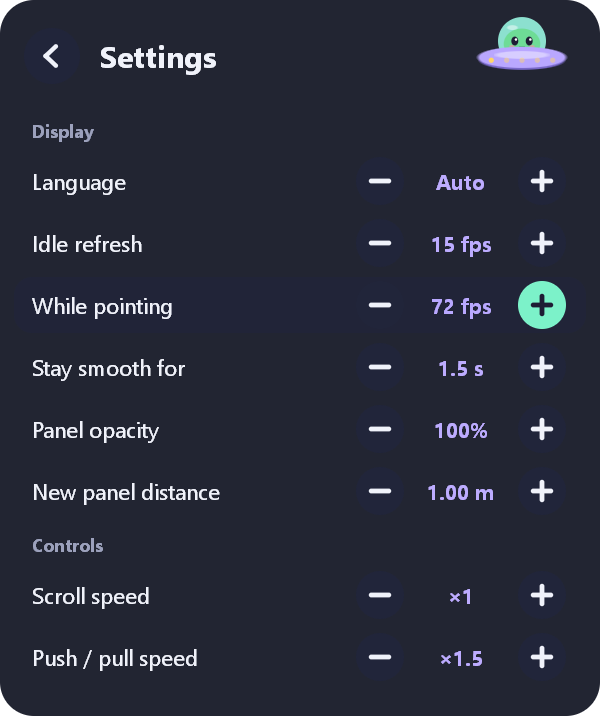 Settings
Display
Language Auto
Idle refresh 15 fps
While pointing 72 fps
Stay smooth for 1.5 s
Panel opacity 100%
New panel distance 1.00 m
Controls
Scroll speed ×1
Push / pull speed ×1.5